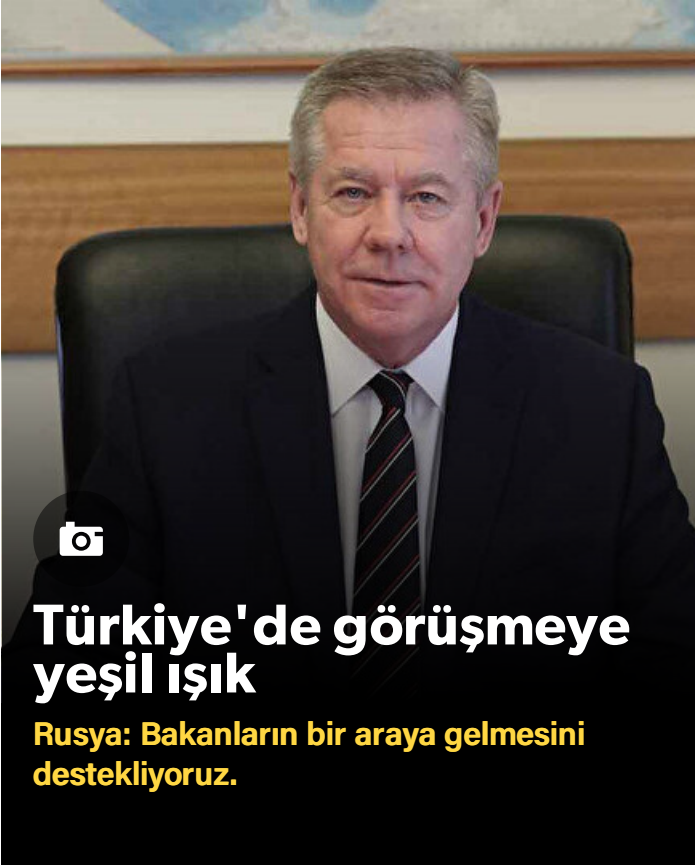 Türkiye'de görüşmeye
yeşil ışık
Rusya: Bakanların bir araya gelmesini
destekliyoruz.